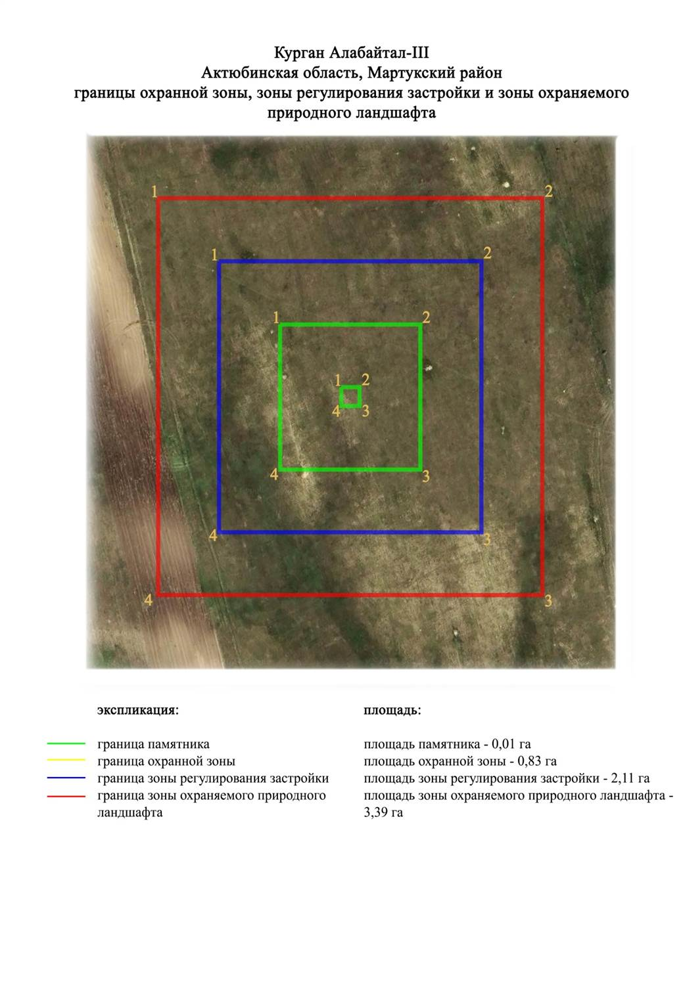 Курган Алабайтал-III
Актюбинская область, Мартукский район
границы охранной зоны, зоны регулирования застройки и зоны охраняемого
природного ландшафта
1 2
1 2
1 2
1 2
4 3
4 3
4 3
4 3
экспликация: площадь:
граница памятника площадь памятника - 0,01 га
граница охранной зоны площадь охранной зоны - 0,83 га
граница зоны регулирования застройки площадь зоны регулирования застройки - 2,11 га
граница зоны охраняемого природного площадь зоны охраняемого природного ландшафта -
ландшафта 3,39 га